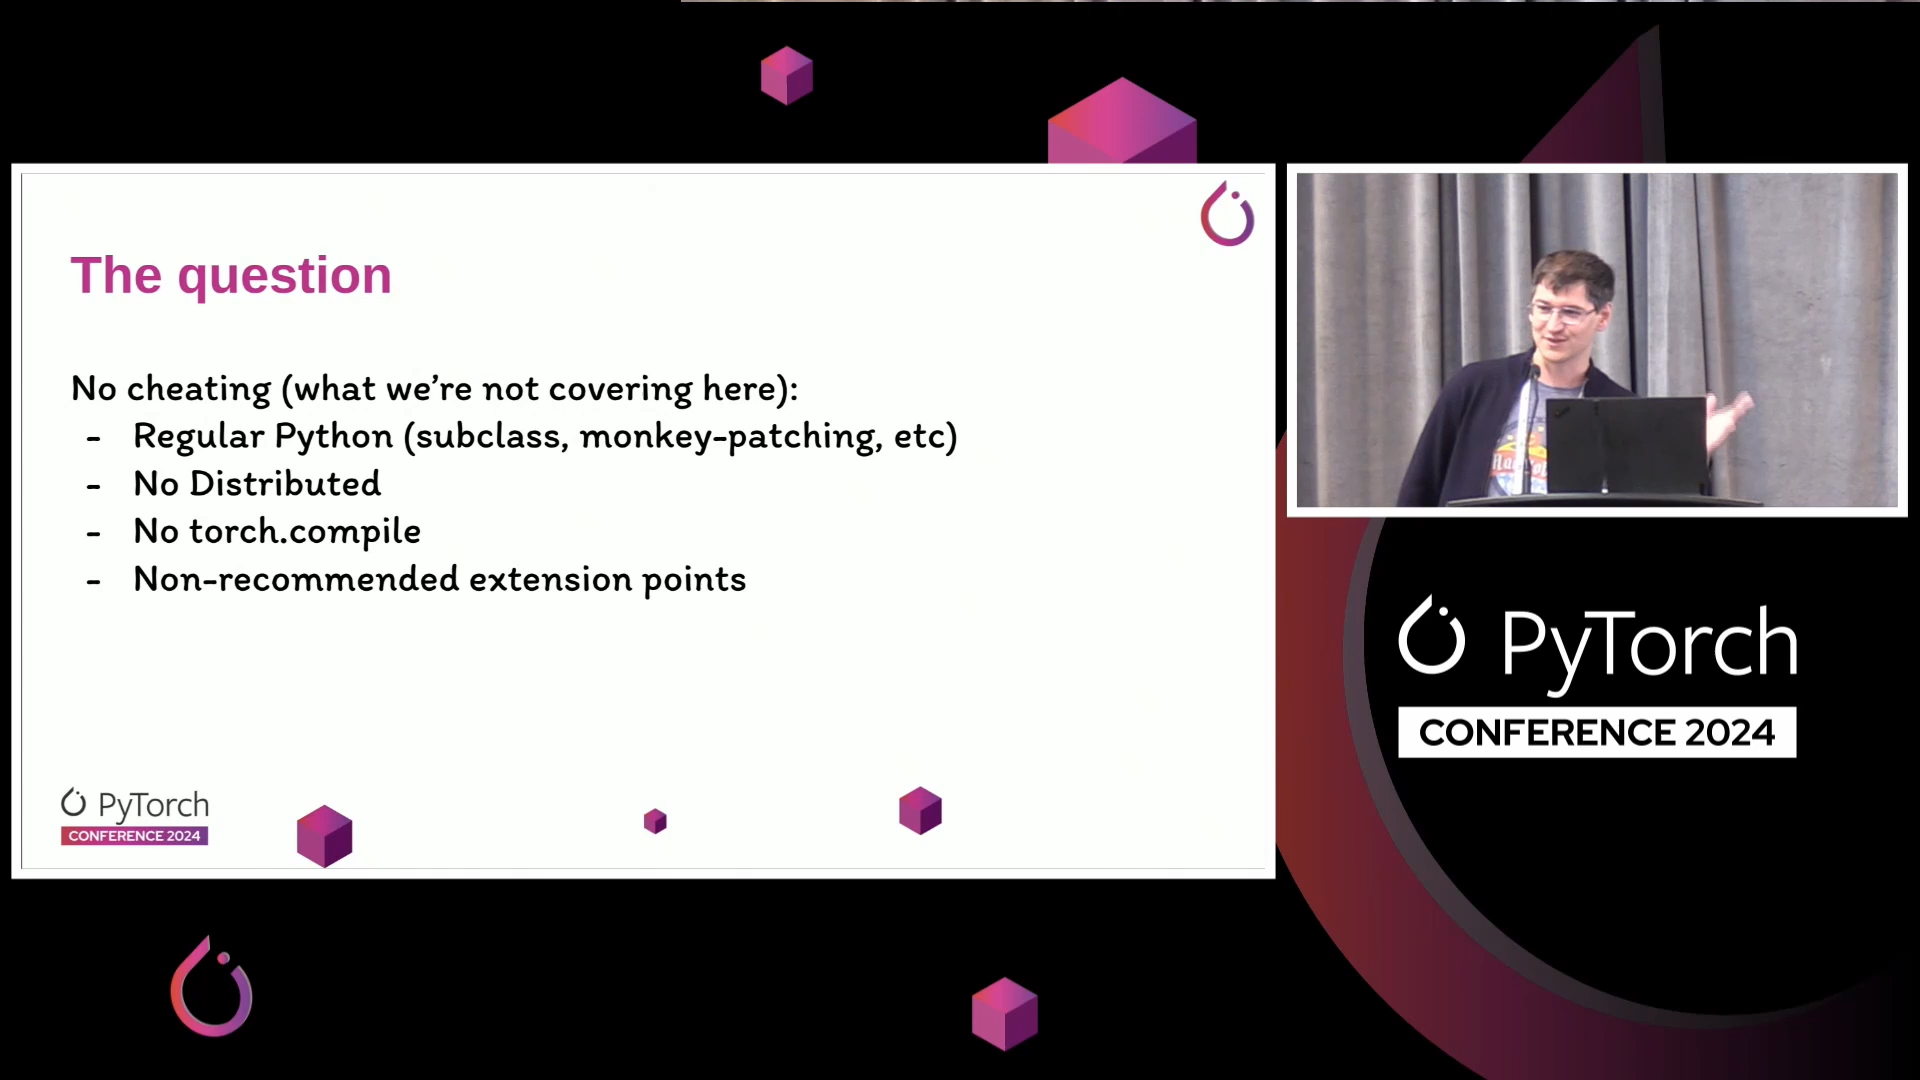 The question
No cheating (what we're not covering here):
- Regular Python (subclass, monkey-patching, etc)
- No Distributed
- No torch.compile
- Non-recommended extension points
PyTorch
CONFERENCE 2024
PyTorch
CONFERENCE 2024